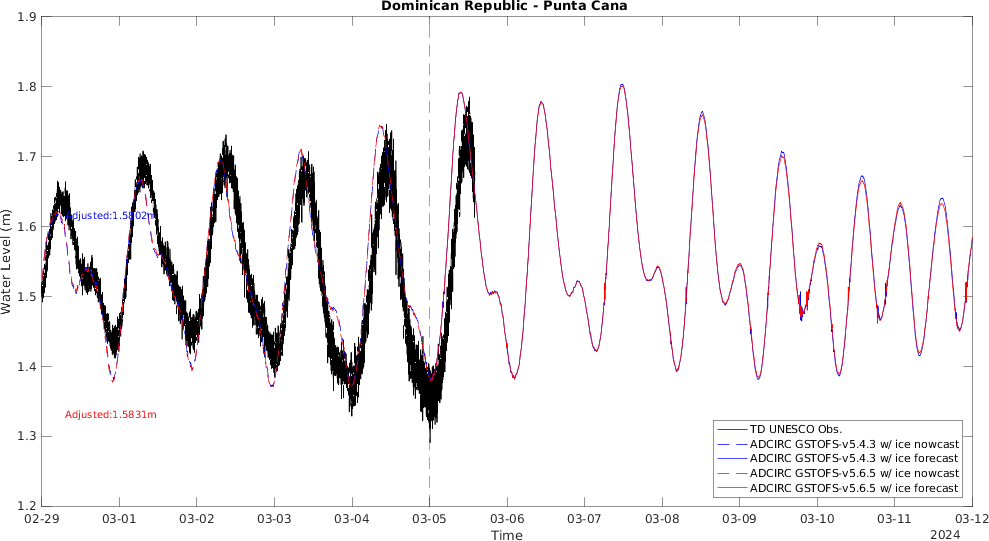 Dominican Republic - Punta Cana
1.9
1.8
1.7
1.6
1.5
1.4
1.3
1.2
Water Level (m)
Adjusted:1.5802m
Adjusted:1.5831m
TD UNESCO Obs.
ADCIRC GSTOFS-v5.4.3 w/ ice nowcast
ADCIRC GSTOFS-v5.4.3 w/ ice forecast
ADCIRC GSTOFS-v5.6.5 w/ ice nowcast
ADCIRC GSTOFS-v5.6.5 w/ ice forecast
02-29 03-01 03-02 03-03 03-04 03-05 03-06 03-07 03-08 03-09 03-10 03-11 03-12
Time
2024